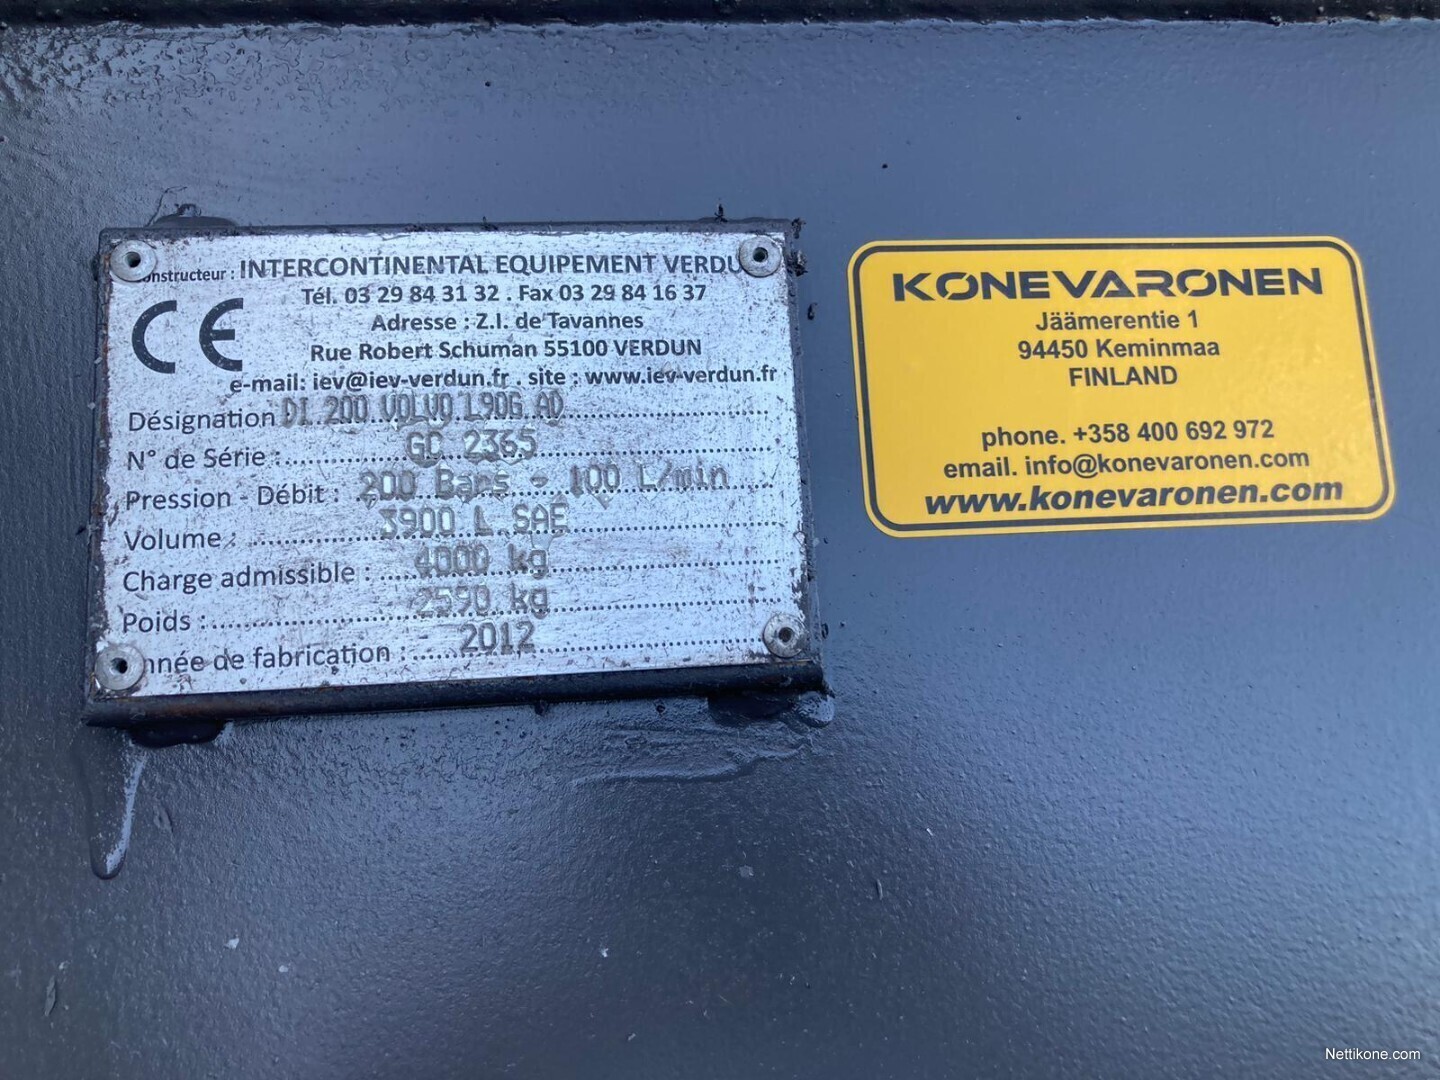 Constructeur : INTERCONTINENTAL EQUIPEMENT VERDUN
Tél. 03 29 84 31 32 . Fax 03 29 84 16 37
Adresse : Z.I. de Tavannes
Rue Robert Schuman 55100 VERDUN
CE
e-mail: iev@iev-verdun.fr . site : www.iev-verdun.fr
Désignation DI 200 VOLVO L90G AD
N° de Série : GC 2365
Pression - Débit : 200 Bars - 100 L/min
Volume : 3900 L SAE
Charge admissible : 4000 kg
Poids : 2590 kg
Année de fabrication : 2012
KONEVARONEN
Jäämerentie 1
94450 Keminmaa
FINLAND
phone. +358 400 692 972
email. info@konevaronen.com
www.konevaronen.com
Nettikone.com